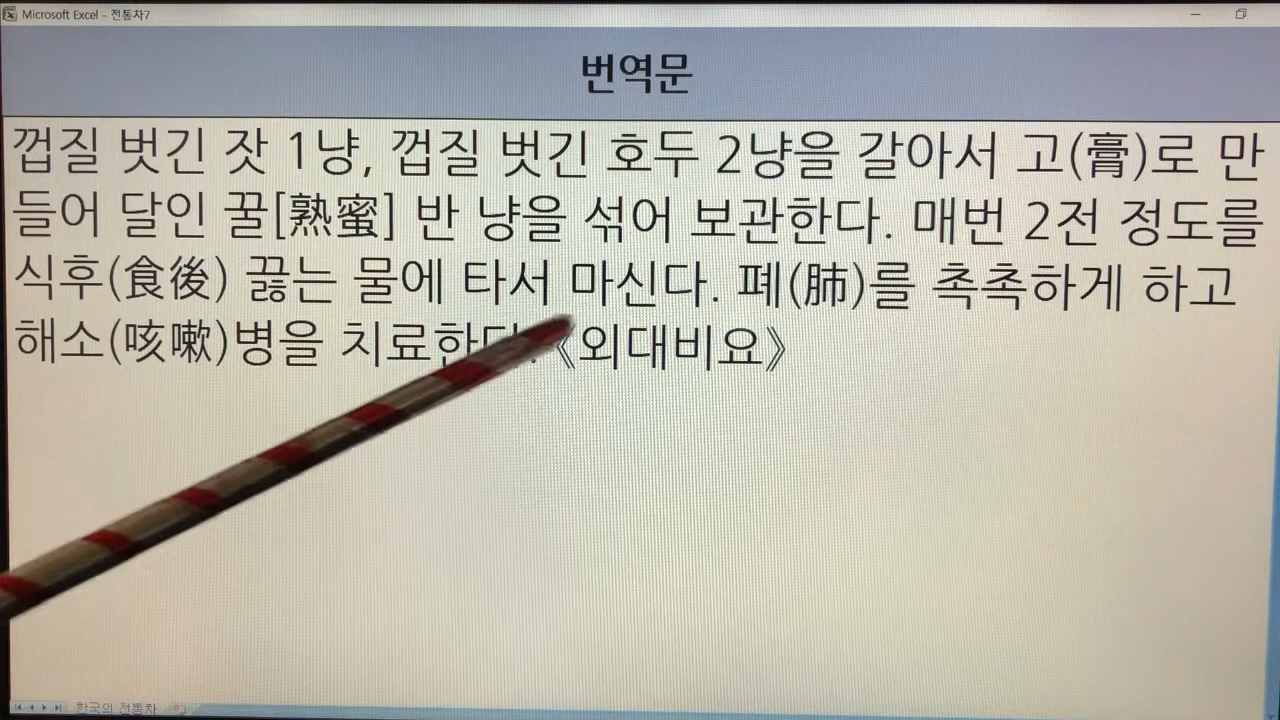 Microsoft Excel - 전통차7
번역문
껍질 벗긴 잣 1냥, 껍질 벗긴 호두 2냥을 갈아서 고(膏)로 만
들어 달인 꿀[熟蜜] 반 냥을 섞어 보관한다. 매번 2전 정도를
식후(食後) 끓는 물에 타서 마신다. 폐(肺)를 촉촉하게 하고
해소(咳嗽)병을 치료한다.《외대비요》
한국의 전통차